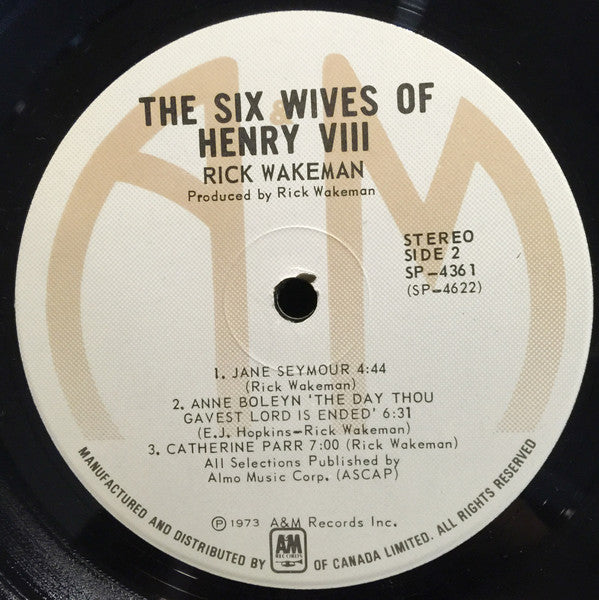 THE SIX WIVES OF
HENRY VIII
RICK WAKEMAN
Produced by Rick Wakeman
STEREO
SIDE 2
SP-4361
(SP-4622)
1. JANE SEYMOUR 4:44
(Rick Wakeman)
2. ANNE BOLEYN 'THE DAY THOU
GAVEST LORD IS ENDED' 6:31
(E.J. Hopkins-Rick Wakeman)
3. CATHERINE PARR 7:00 (Rick Wakeman)
All Selections Published by
Almo Music Corp. (ASCAP)
Ⓟ 1973 A&M Records Inc.
MANUFACTURED AND DISTRIBUTED BY A&M RECORDS OF CANADA LIMITED. ALL RIGHTS RESERVED
A&M